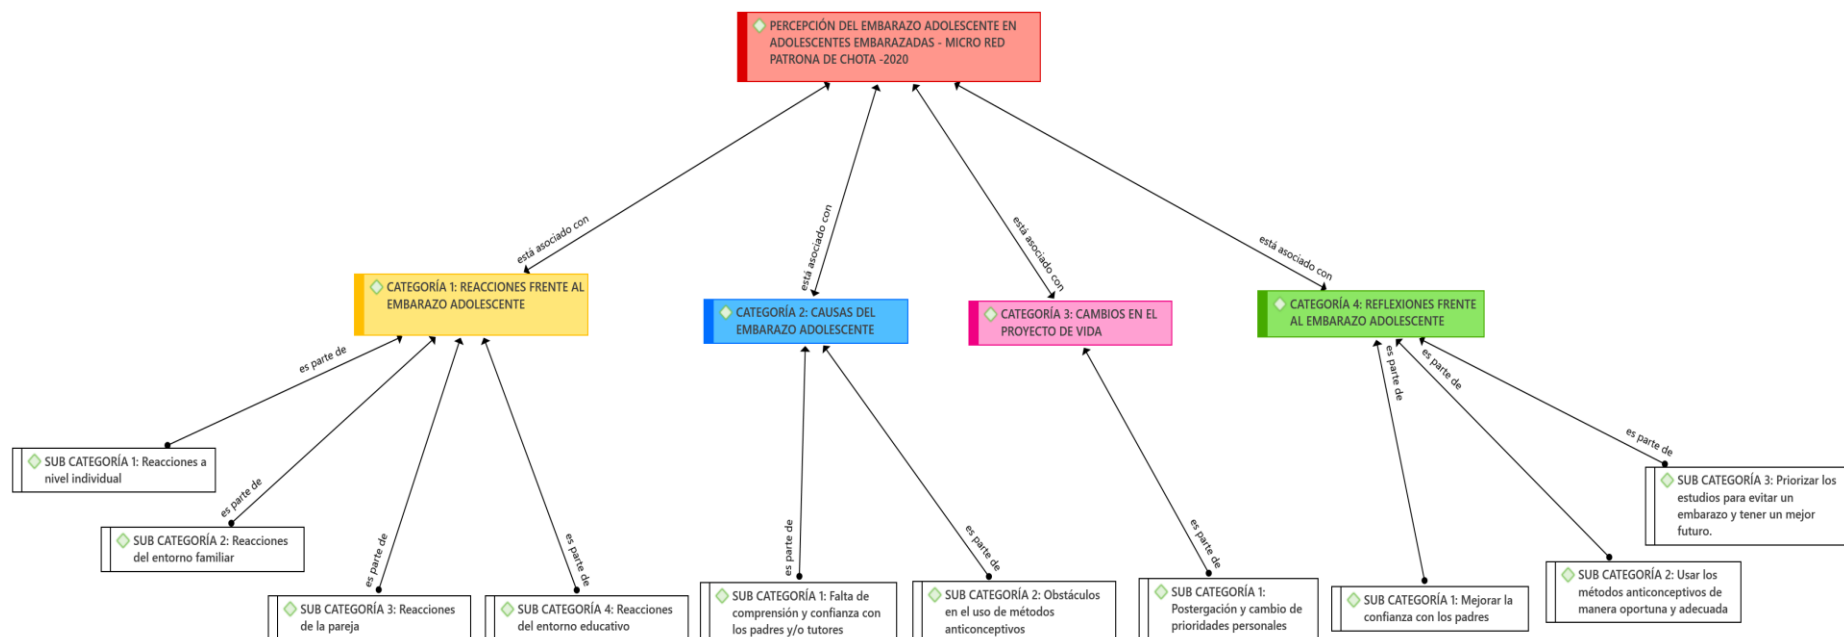 PERCEPCIÓN DEL EMBARAZO ADOLESCENTE EN
ADOLESCENTES EMBARAZADAS - MICRO RED
PATRONA DE CHOTA -2020
está asociado con
está asociado con
está asociado con
está asociado con
CATEGORÍA 1: REACCIONES FRENTE AL
EMBARAZO ADOLESCENTE
CATEGORÍA 2: CAUSAS DEL
EMBARAZO ADOLESCENTE
CATEGORÍA 3: CAMBIOS EN EL
PROYECTO DE VIDA
CATEGORÍA 4: REFLEXIONES FRENTE
AL EMBARAZO ADOLESCENTE
es parte de
es parte de
es parte de
es parte de
es parte de
es parte de
es parte de
es parte de
es parte de
es parte de
SUB CATEGORÍA 1: Reacciones a
nivel individual
SUB CATEGORÍA 2: Reacciones
del entorno familiar
SUB CATEGORÍA 3: Reacciones
de la pareja
SUB CATEGORÍA 4: Reacciones
del entorno educativo
SUB CATEGORÍA 1: Falta de
comprensión y confianza con
los padres y/o tutores
SUB CATEGORÍA 2: Obstáculos
en el uso de métodos
anticonceptivos
SUB CATEGORÍA 1:
Postergación y cambio de
prioridades personales
SUB CATEGORÍA 1: Mejorar la
confianza con los padres
SUB CATEGORÍA 2: Usar los
métodos anticonceptivos de
manera oportuna y adecuada
SUB CATEGORÍA 3: Priorizar los
estudios para evitar un
embarazo y tener un mejor
futuro.